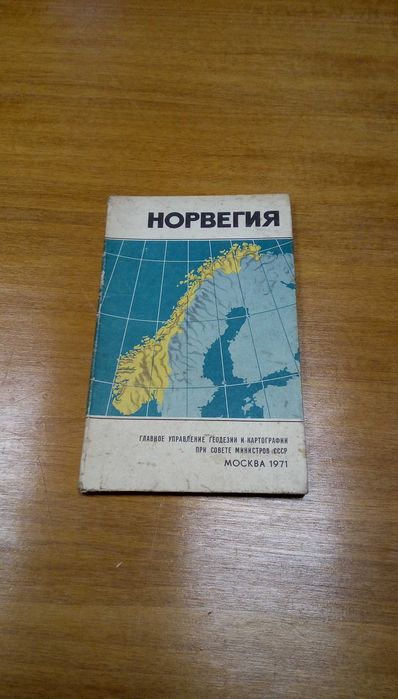 НОРВЕГИЯ
ГЛАВНОЕ УПРАВЛЕНИЕ ГЕОДЕЗИИ И КАРТОГРАФИИ
ПРИ СОВЕТЕ МИНИСТРОВ СССР
МОСКВА 1971